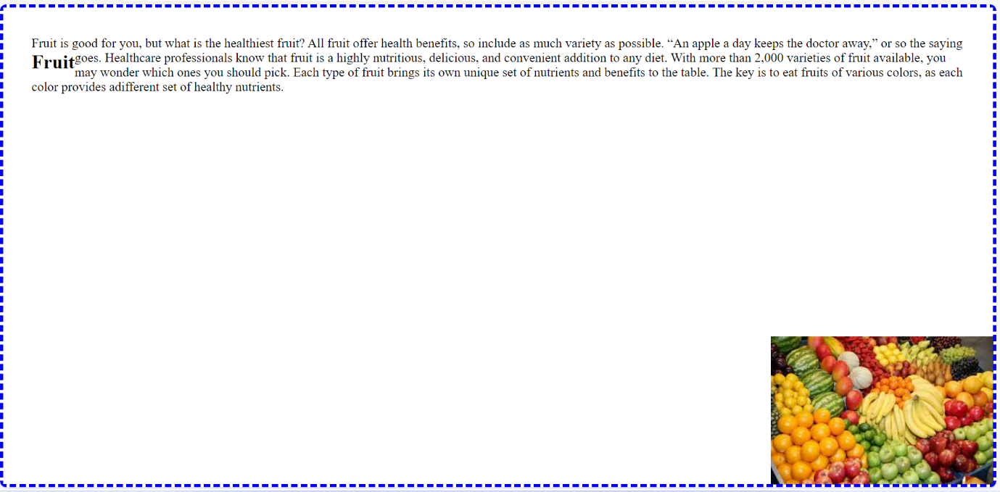 Fruit is good for you, but what is the healthiest fruit? All fruit offer health benefits, so include as much variety as possible. “An apple a day keeps the doctor away,” or so the saying
Fruit
goes. Healthcare professionals know that fruit is a highly nutritious, delicious, and convenient addition to any diet. With more than 2,000 varieties of fruit available, you
may wonder which ones you should pick. Each type of fruit brings its own unique set of nutrients and benefits to the table. The key is to eat fruits of various colors, as each
color provides adifferent set of healthy nutrients.